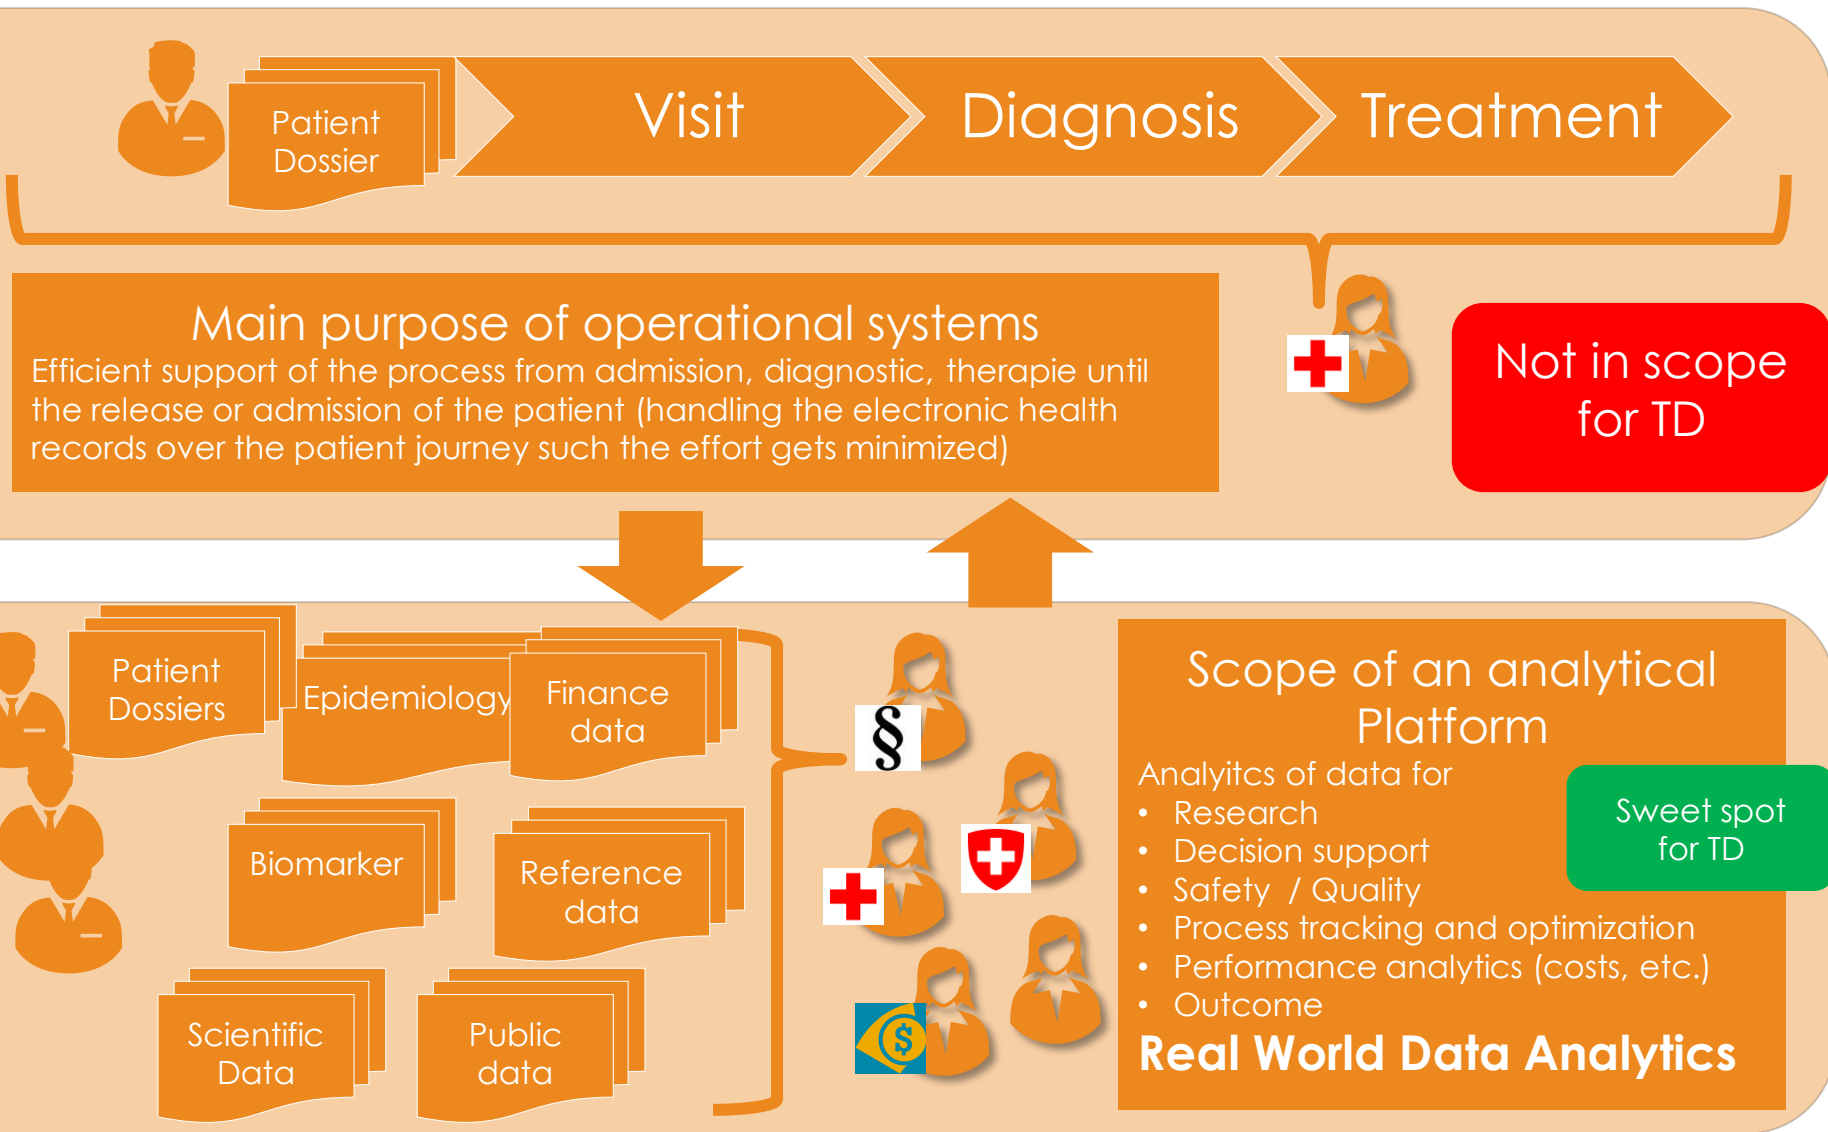 Patient
Dossier
Visit
Diagnosis
Treatment
Main purpose of operational systems
Efficient support of the process from admission, diagnostic, therapie until
the release or admission of the patient (handling the electronic health
records over the patient journey such the effort gets minimized)
Not in scope
for TD
Patient
Dossiers
Epidemiology
Finance
data
Biomarker
Reference
data
Scientific
Data
Public
data
§
$
Scope of an analytical
Platform
Analyitcs of data for
• Research
• Decision support
• Safety / Quality
• Process tracking and optimization
• Performance analytics (costs, etc.)
• Outcome
Real World Data Analytics
Sweet spot
for TD